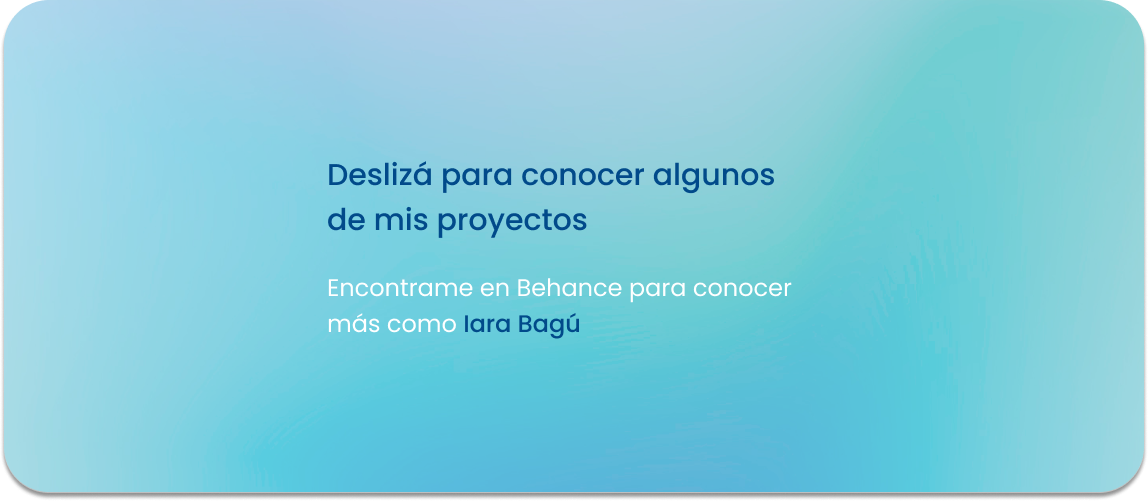 Deslizá para conocer algunos
de mis proyectos
Encontrame en Behance para conocer
más como Iara Bagú